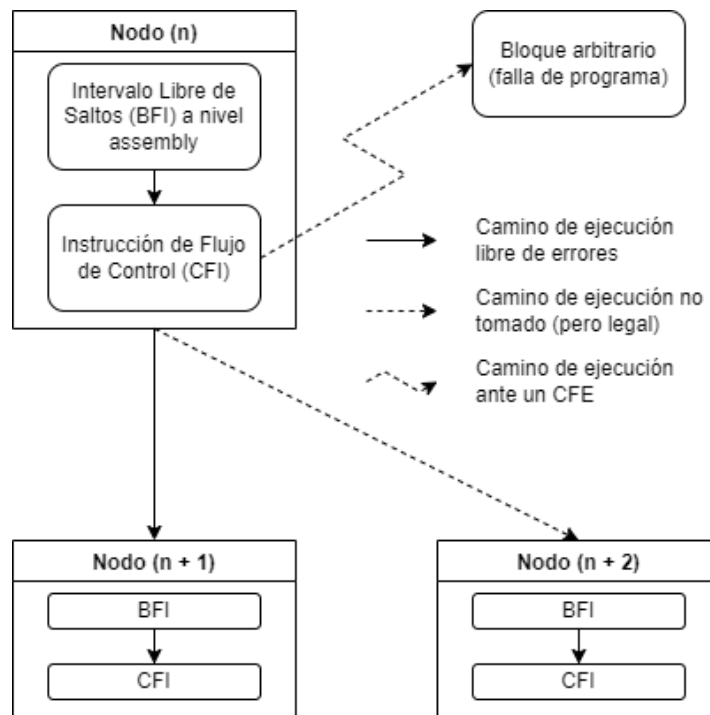 Nodo (n)
Intervalo Libre de
Saltos (BFI) a nivel
assembly
Instrucción de Flujo
de Control (CFI)
Bloque arbitrario
(falla de programa)
Camino de ejecución
libre de errores
Camino de ejecución no
tomado (pero legal)
Camino de ejecución
ante un CFE
Nodo (n + 1)
BFI
CFI
Nodo (n + 2)
BFI
CFI